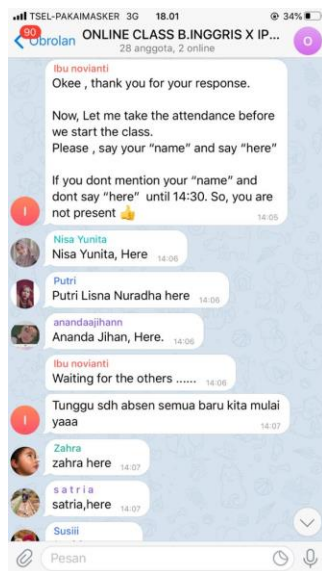 TSEL-PAKAIMASKER 3G 18.01 34%
90
Obrolan ONLINE CLASS B.INGGRIS X IP...
28 anggota, 2 online
O
Ibu novianti
Okee , thank you for your response.
Now, Let me take the attendance before
we start the class.
Please , say your “name” and say “here”
If you dont mention your “name” and
dont say “here” until 14:30. So, you are
not present 👍 14:05
I
Nisa Yunita
Nisa Yunita, Here 14:06
Putri
Putri Lisna Nuradha here 14:06
anandaajihann
Ananda Jihan, Here. 14:06
Ibu novianti
Waiting for the others ...... 14:06
Tunggu sdh absen semua baru kita mulai
yaaa 14:07
I
Zahra
zahra here 14:07
s a t r i a
satria,here 14:07
Susiii
Pesan